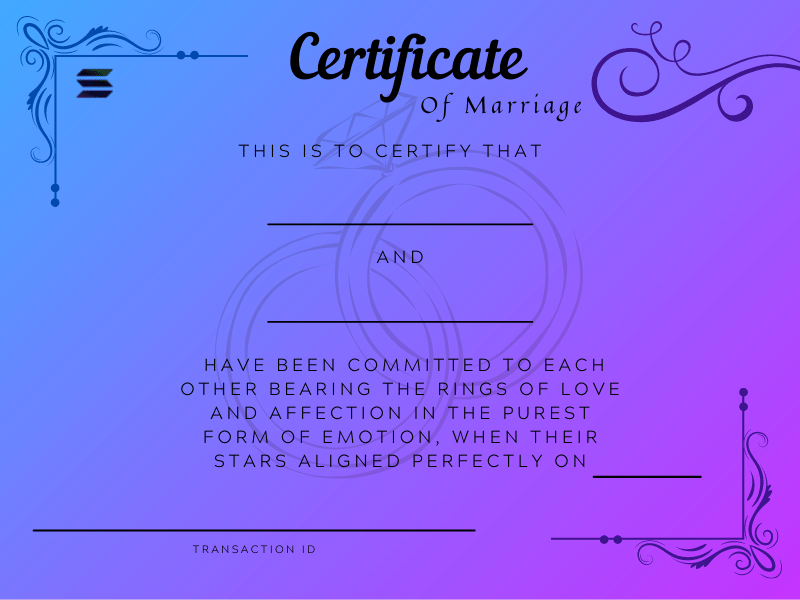 Certificate
Of Marriage
THIS IS TO CERTIFY THAT
AND
HAVE BEEN COMMITTED TO EACH
OTHER BEARING THE RINGS OF LOVE
AND AFFECTION IN THE PUREST
FORM OF EMOTION, WHEN THEIR
STARS ALIGNED PERFECTLY ON
TRANSACTION ID